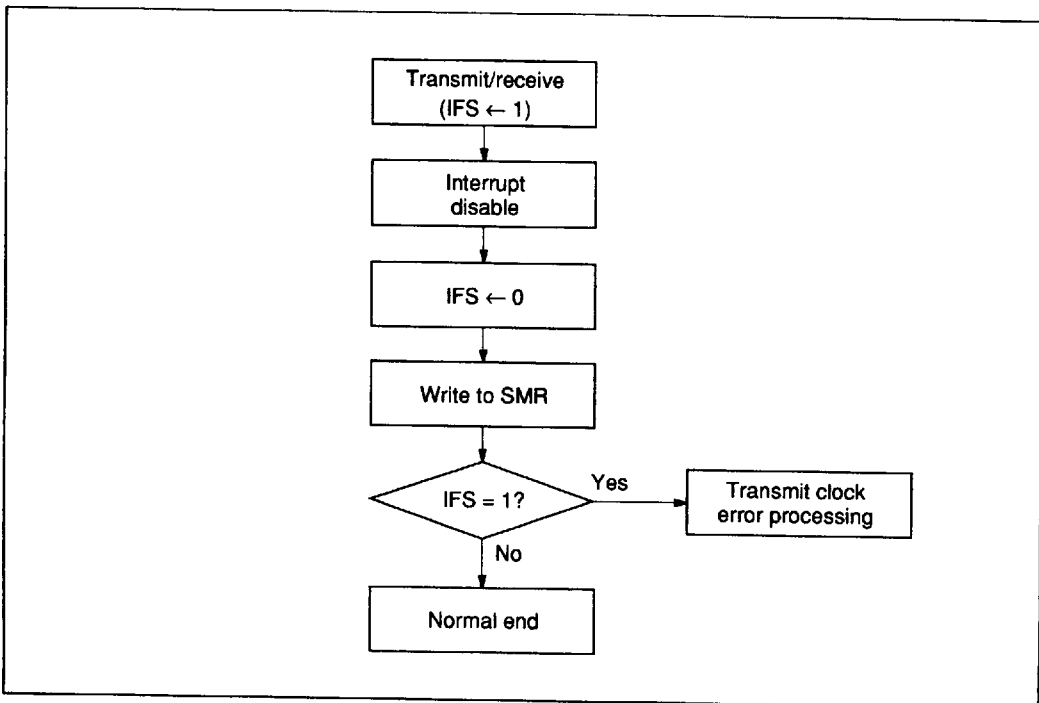 Transmit/receive
(IFS ← 1)
Interrupt
disable
IFS ← 0
Write to SMR
IFS = 1?
Yes
Transmit clock
error processing
No
Normal end